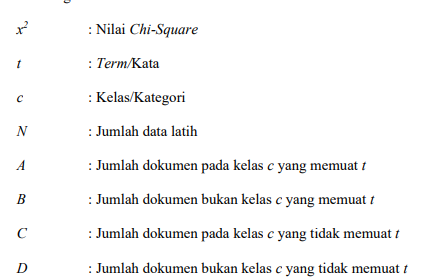 x² : Nilai Chi-Square
t : Term/Kata
c : Kelas/Kategori
N : Jumlah data latih
A : Jumlah dokumen pada kelas c yang memuat t
B : Jumlah dokumen bukan kelas c yang memuat t
C : Jumlah dokumen pada kelas c yang tidak memuat t
D : Jumlah dokumen bukan kelas c yang tidak memuat t